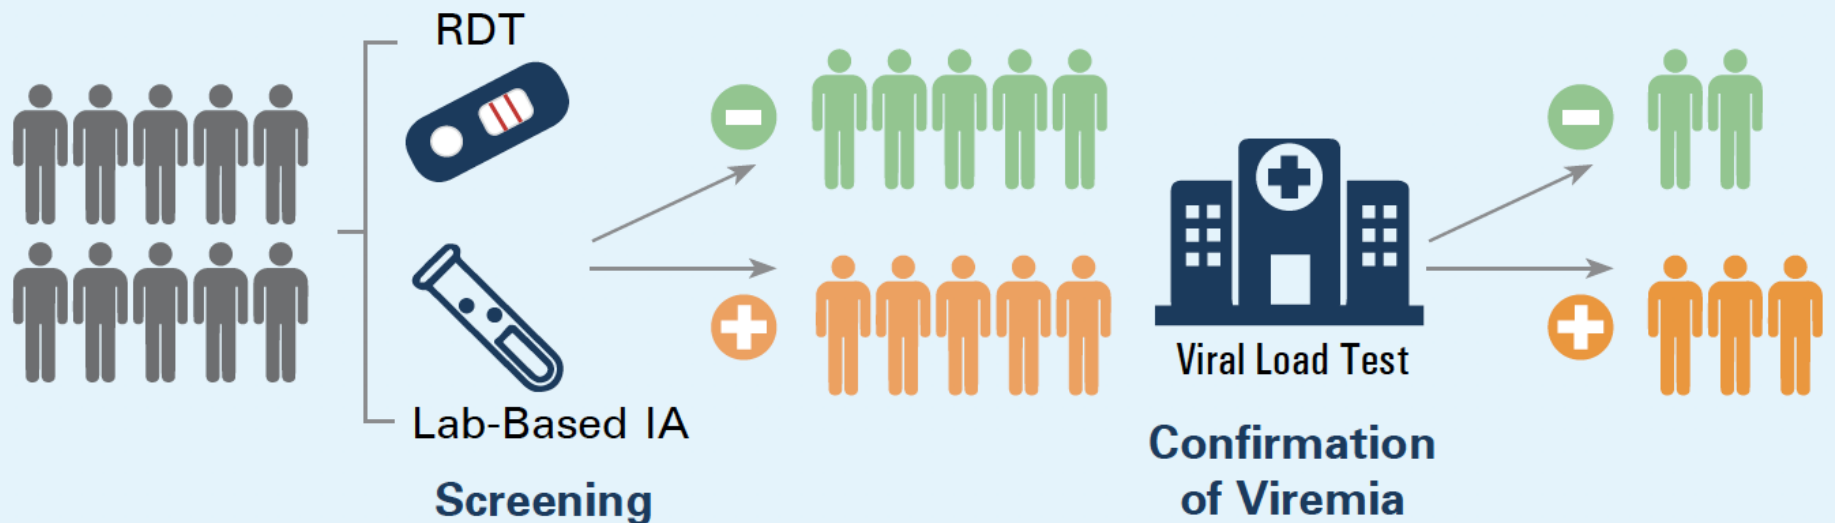 RDT
Lab-Based IA
Screening
Viral Load Test
Confirmation
of Viremia